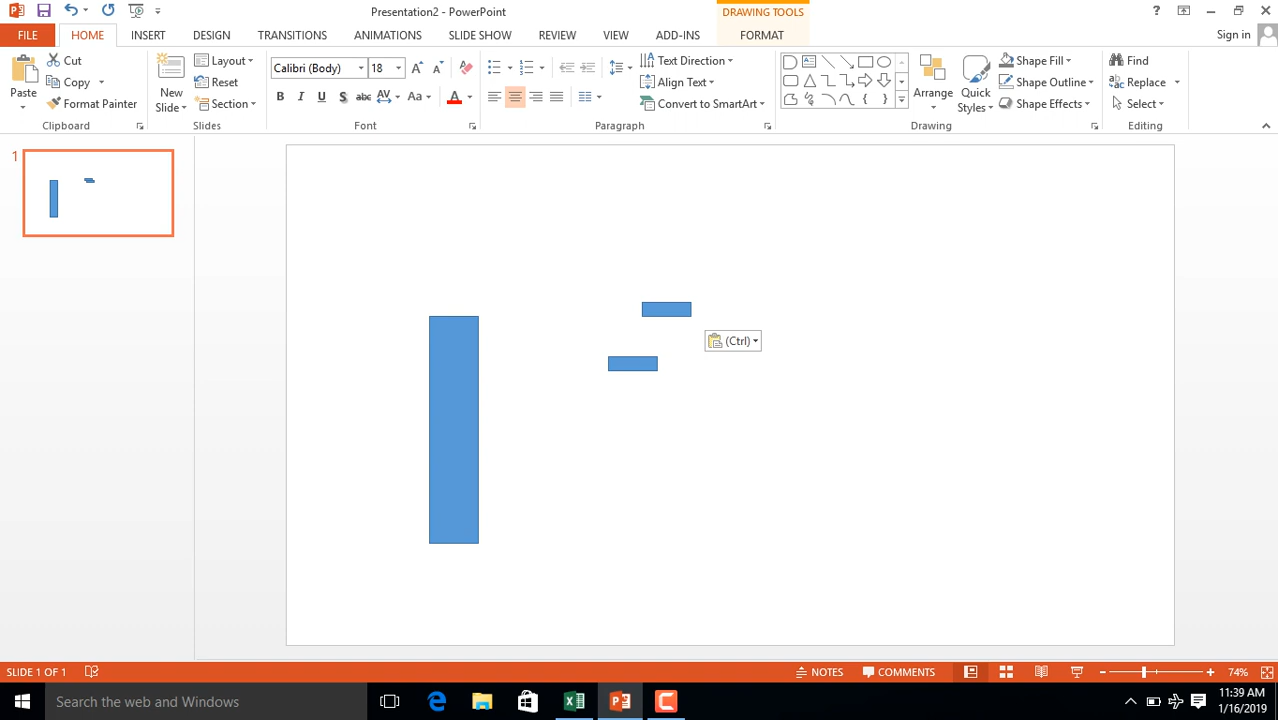 Presentation2 - PowerPoint
DRAWING TOOLS
?
FILE
HOME
INSERT
DESIGN
TRANSITIONS
ANIMATIONS
SLIDE SHOW
REVIEW
VIEW
ADD-INS
FORMAT
Sign in
Paste
Cut
Copy
Format Painter
Clipboard
New
Slide
Layout
Reset
Section
Slides
Calibri (Body)
18
B I U S abc AV Aa A
Font
Text Direction
Align Text
Convert to SmartArt
Paragraph
Arrange
Quick
Styles
Shape Fill
Shape Outline
Shape Effects
Drawing
Find
Replace
Select
Editing
1
(Ctrl)
SLIDE 1 OF 1
NOTES
COMMENTS
74%
Search the web and Windows
11:39 AM
1/16/2019